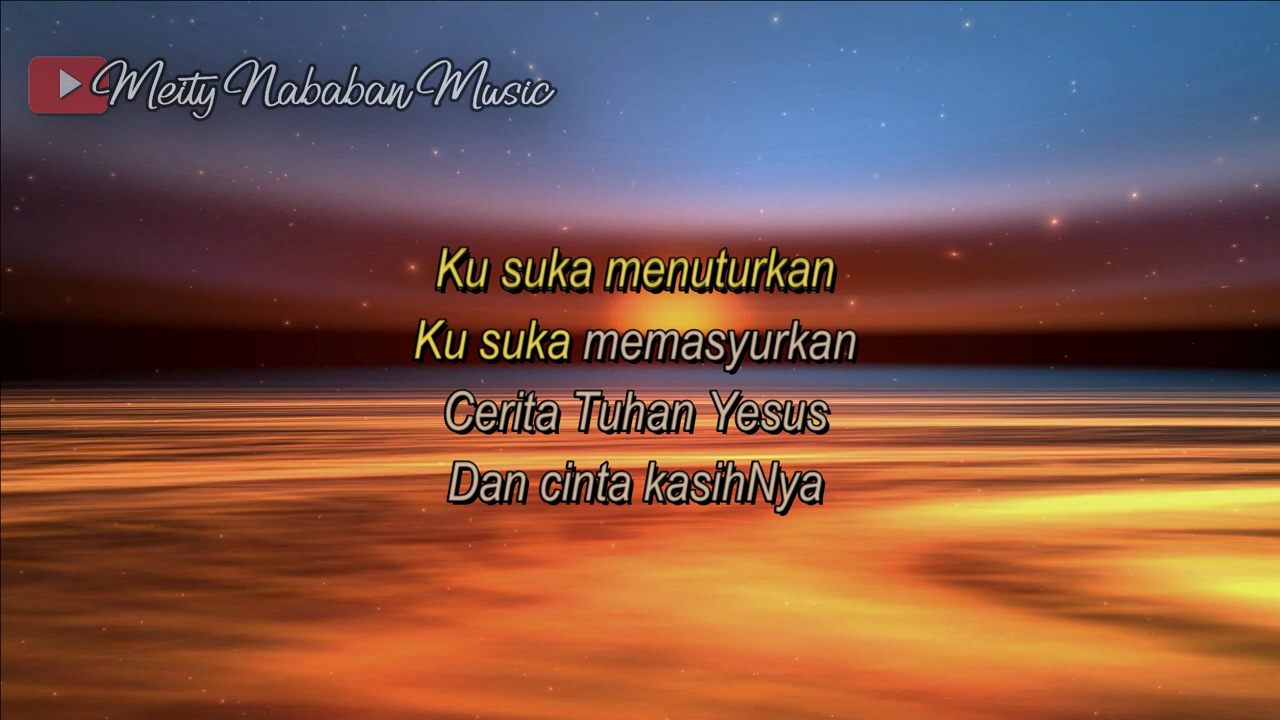 Meity Nababan Music
Ku suka menuturkan
Ku suka memasyurkan
Cerita Tuhan Yesus
Dan cinta kasihNya